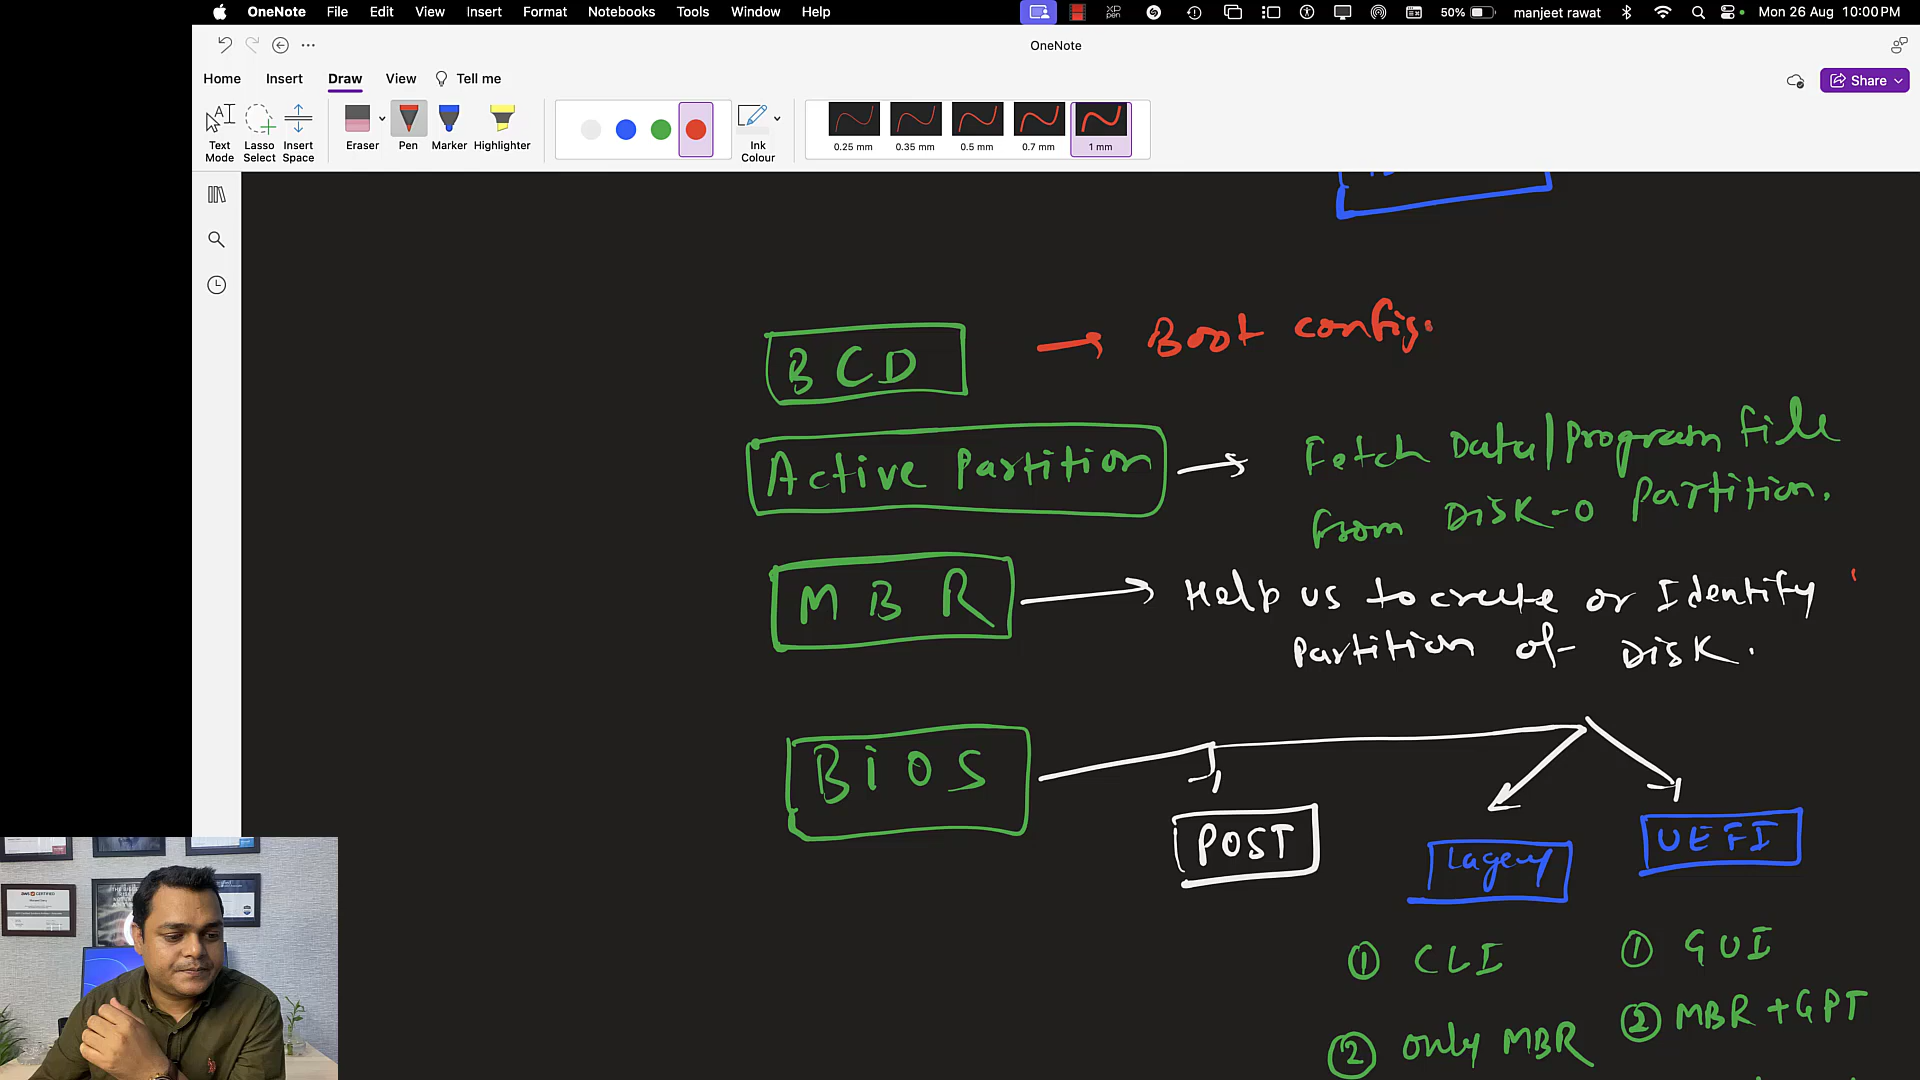 OneNote File Edit View Insert Format Notebooks Tools Window Help
XP pen 50% manjeet rawat Mon 26 Aug 10:00 PM
OneNote
Home Insert Draw View Tell me
Share
Text Mode
Lasso Select
Insert Space
Eraser
Pen
Marker
Highlighter
Ink Colour
0.25 mm
0.35 mm
0.5 mm
0.7 mm
1 mm
BCD → Boot config.
Active Partition → Fetch Data/program file
from Disk-0 Partition.
MBR → Help us to create or Identify
Partition of Disk.
BiOS
POST
Lagecy
UEFI
① CLI
① GUI
② MBR + GPT
② only MBR